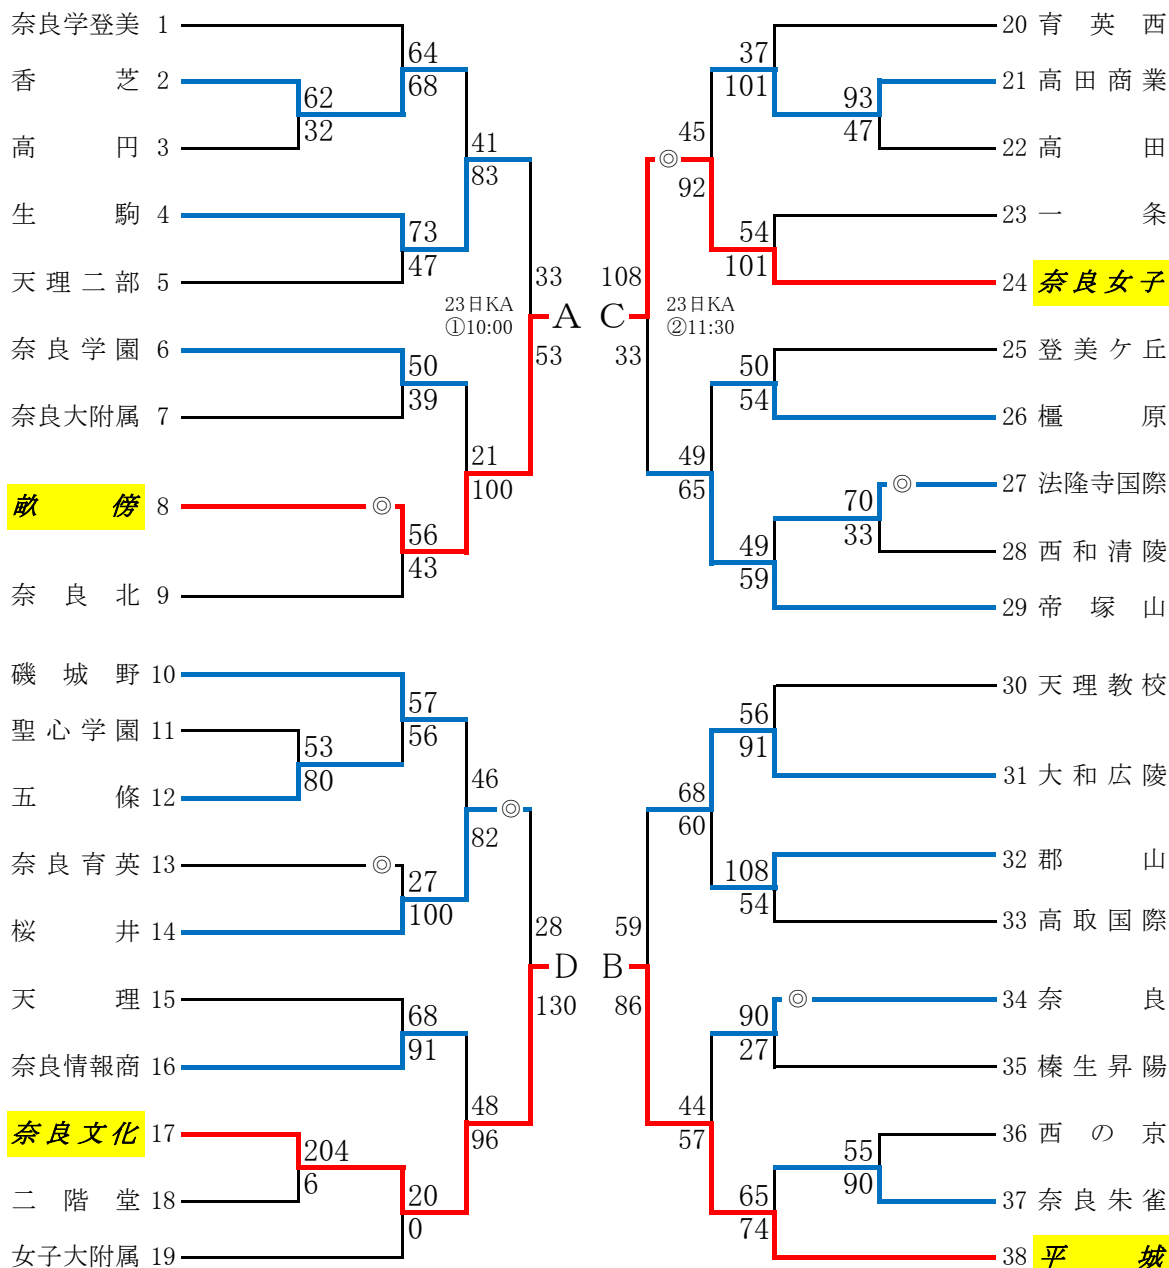 奈良学登美 1
64
香芝 2
68
62
32
高円 3
41
83
生駒 4
73
47
天理二部 5
33
23日KA
①10:00
A
53
奈良学園 6
50
39
奈良大附属 7
21
100
畝傍 8
◎
56
43
奈良北 9
磯城野 10
57
56
聖心学園 11
53
80
五條 12
46
◎
82
奈良育英 13
◎
27
100
桜井 14
28
D
130
天理 15
68
91
奈良情報商 16
48
96
奈良文化 17
204
6
二階堂 18
20
0
女子大附属 19
20 育英西
37
101
21 高田商業
93
47
22 高田
45
◎
92
23 一条
54
101
24 奈良女子
108
C
23日KA
②11:30
33
25 登美ケ丘
50
54
26 橿原
49
65
27 法隆寺国際
◎
70
33
28 西和清陵
49
59
29 帝塚山
30 天理教校
56
91
31 大和広陵
68
60
32 郡山
108
54
33 高取国際
59
B
86
34 奈良
◎
90
27
35 榛生昇陽
44
57
36 西の京
55
90
37 奈良朱雀
65
74
38 平城